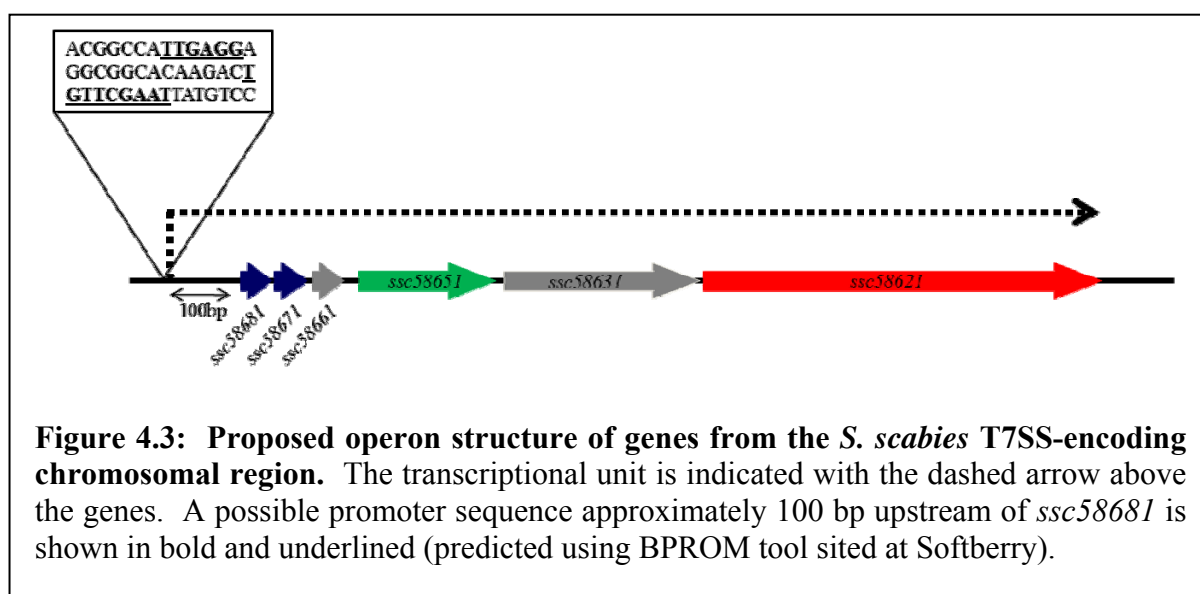 ACGGCCATTGAGGA
GGCGGCACAAGACT
GTTCGAATTATGTCC
100bp
ssc58681
ssc58671
ssc58661
ssc58651
ssc58631
ssc58621
Figure 4.3: Proposed operon structure of genes from the S. scabies T7SS-encoding
chromosomal region. The transcriptional unit is indicated with the dashed arrow above
the genes. A possible promoter sequence approximately 100 bp upstream of ssc58681 is
shown in bold and underlined (predicted using BPROM tool sited at Softberry).